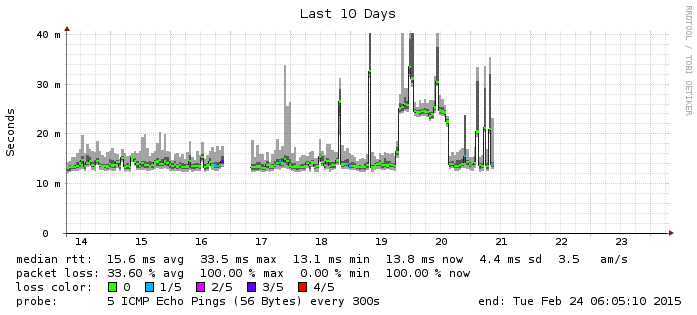 Last 10 Days
RRDTOOL / TOBI OETIKER
Seconds
40 m
30 m
20 m
10 m
0
14 15 16 17 18 19 20 21 22 23
median rtt: 15.6 ms avg 33.5 ms max 13.1 ms min 13.8 ms now 4.4 ms sd 3.5 am/s
packet loss: 33.60 % avg 100.00 % max 0.00 % min 100.00 % now
loss color: 0 1/5 2/5 3/5 4/5
probe: 5 ICMP Echo Pings (56 Bytes) every 300s end: Tue Feb 24 06:05:10 2015